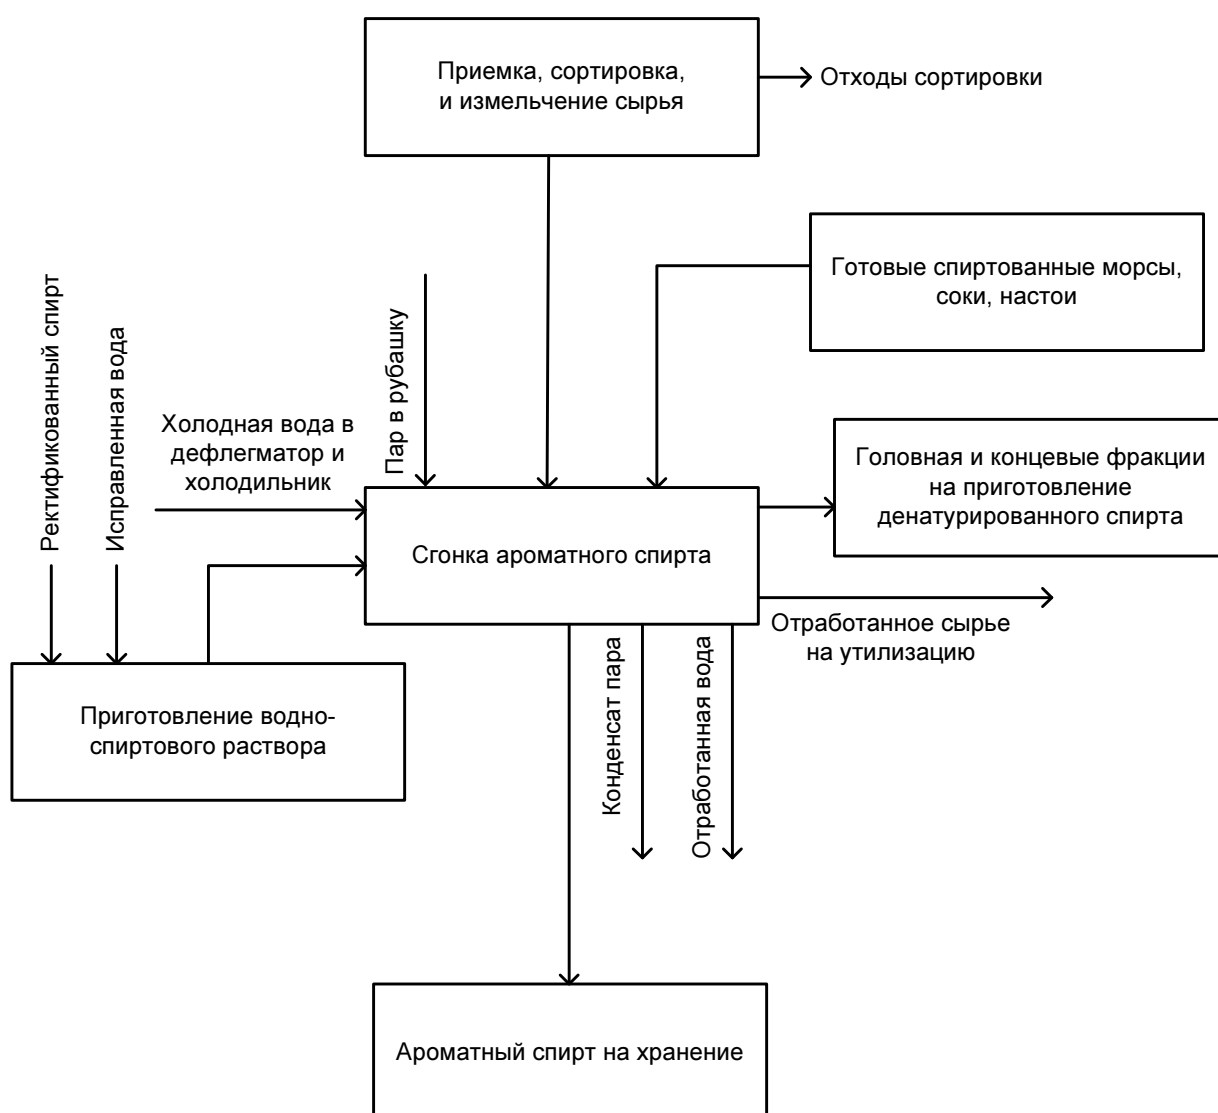 Приемка, сортировка,
и измельчение сырья
Отходы сортировки
Готовые спиртованные морсы,
соки, настои
Ректификованный спирт
Исправленная вода
Холодная вода в
дефлегматор и
холодильник
Пар в рубашку
Головная и концевые фракции
на приготовление
денатурированного спирта
Сгонка ароматного спирта
Отработанное сырье
на утилизацию
Приготовление водно-
спиртового раствора
Конденсат пара
Отработанная вода
Ароматный спирт на хранение